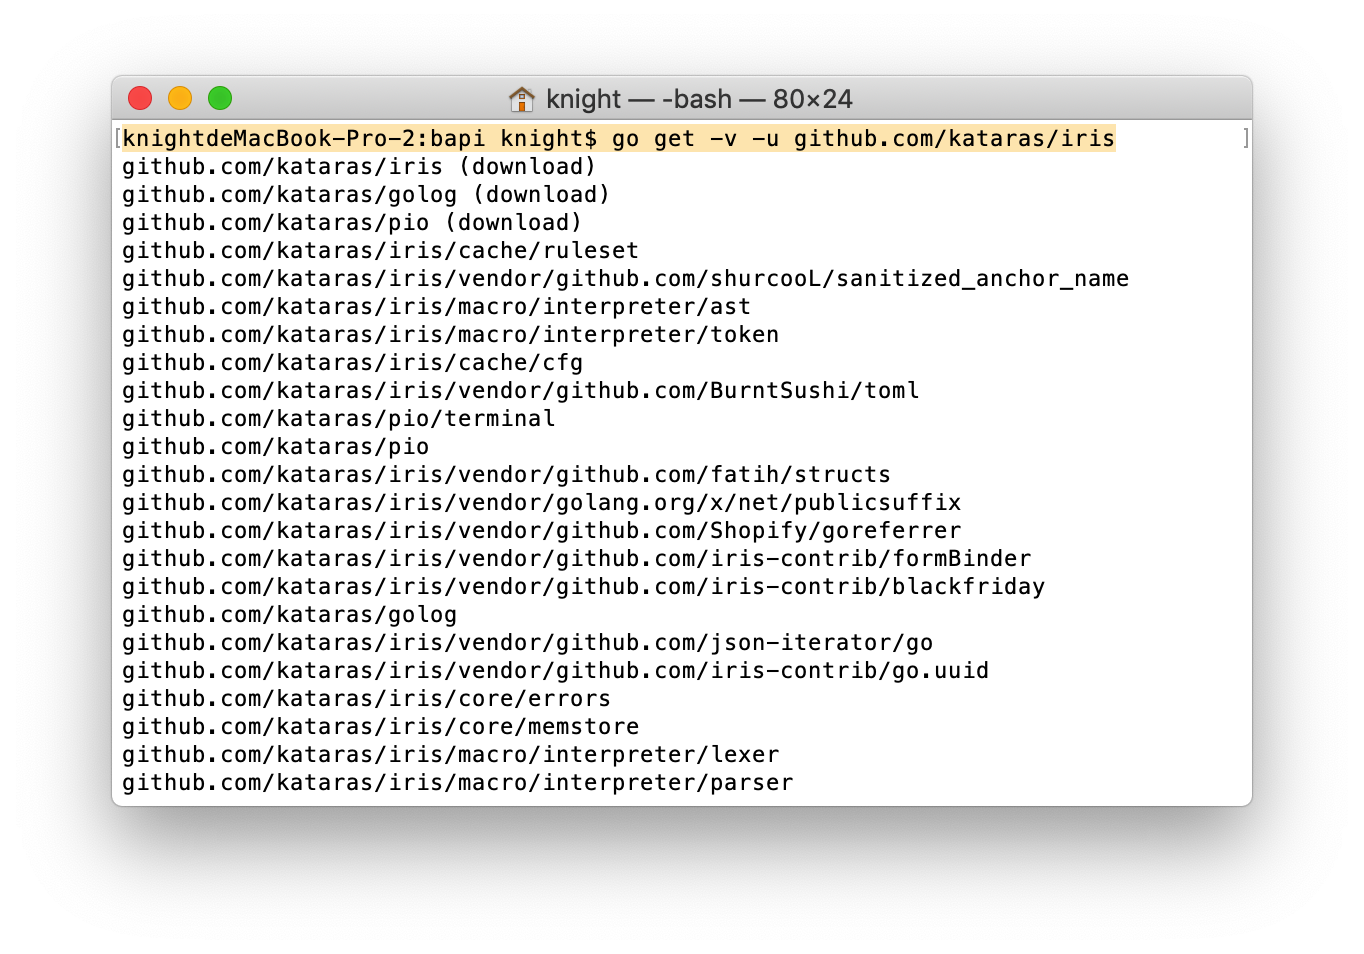 knight — -bash — 80×24
[knightdeMacBook-Pro-2:bapi knight$ go get -v -u github.com/kataras/iris ]
github.com/kataras/iris (download)
github.com/kataras/golog (download)
github.com/kataras/pio (download)
github.com/kataras/iris/cache/ruleset
github.com/kataras/iris/vendor/github.com/shurcooL/sanitized_anchor_name
github.com/kataras/iris/macro/interpreter/ast
github.com/kataras/iris/macro/interpreter/token
github.com/kataras/iris/cache/cfg
github.com/kataras/iris/vendor/github.com/BurntSushi/toml
github.com/kataras/pio/terminal
github.com/kataras/pio
github.com/kataras/iris/vendor/github.com/fatih/structs
github.com/kataras/iris/vendor/golang.org/x/net/publicsuffix
github.com/kataras/iris/vendor/github.com/Shopify/goreferrer
github.com/kataras/iris/vendor/github.com/iris-contrib/formBinder
github.com/kataras/iris/vendor/github.com/iris-contrib/blackfriday
github.com/kataras/golog
github.com/kataras/iris/vendor/github.com/json-iterator/go
github.com/kataras/iris/vendor/github.com/iris-contrib/go.uuid
github.com/kataras/iris/core/errors
github.com/kataras/iris/core/memstore
github.com/kataras/iris/macro/interpreter/lexer
github.com/kataras/iris/macro/interpreter/parser